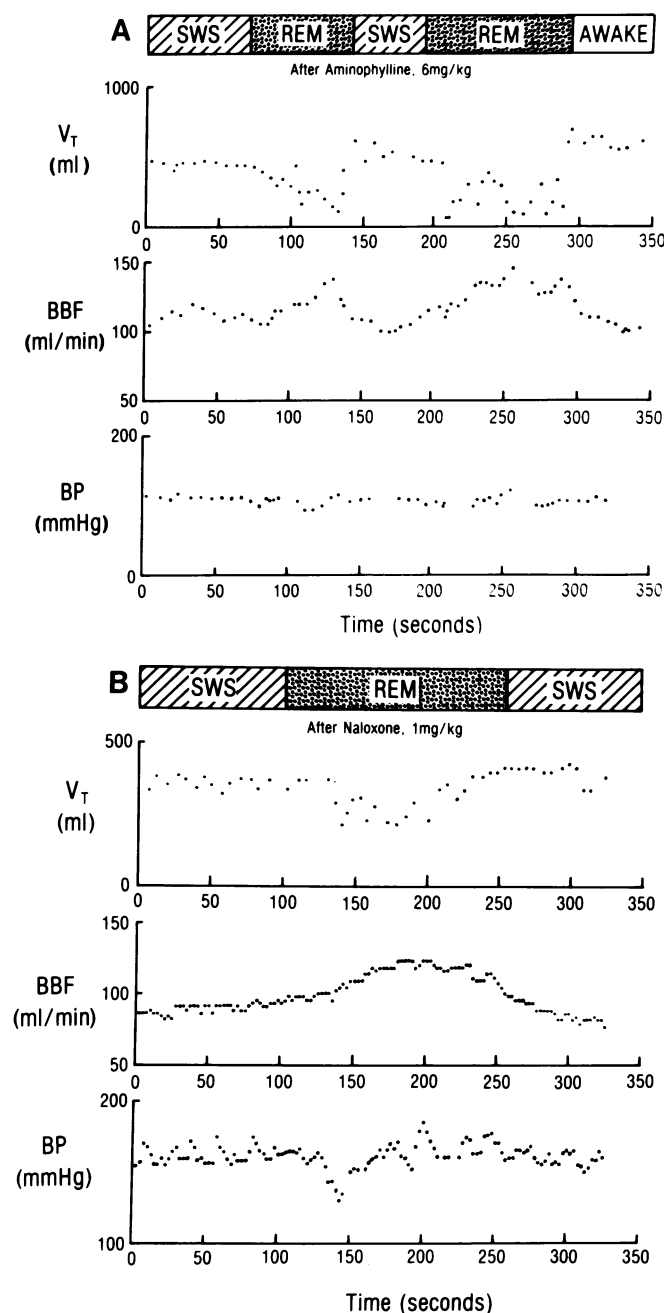 A
SWS REM SWS REM AWAKE
After Aminophylline, 6mg/kg
1000
V_T
(ml)
0
0 50 100 150 200 250 300 350
150
BBF
(ml/min)
100
50
0 50 100 150 200 250 300 350
200
BP
(mmHg)
0
0 50 100 150 200 250 300 350
Time (seconds)
B
SWS REM SWS
After Naloxone, 1mg/kg
500
V_T
(ml)
0
0 50 100 150 200 250 300 350
150
BBF
(ml/min)
100
50
0 50 100 150 200 250 300 350
200
BP
(mmHg)
100
0 50 100 150 200 250 300 350
Time (seconds)